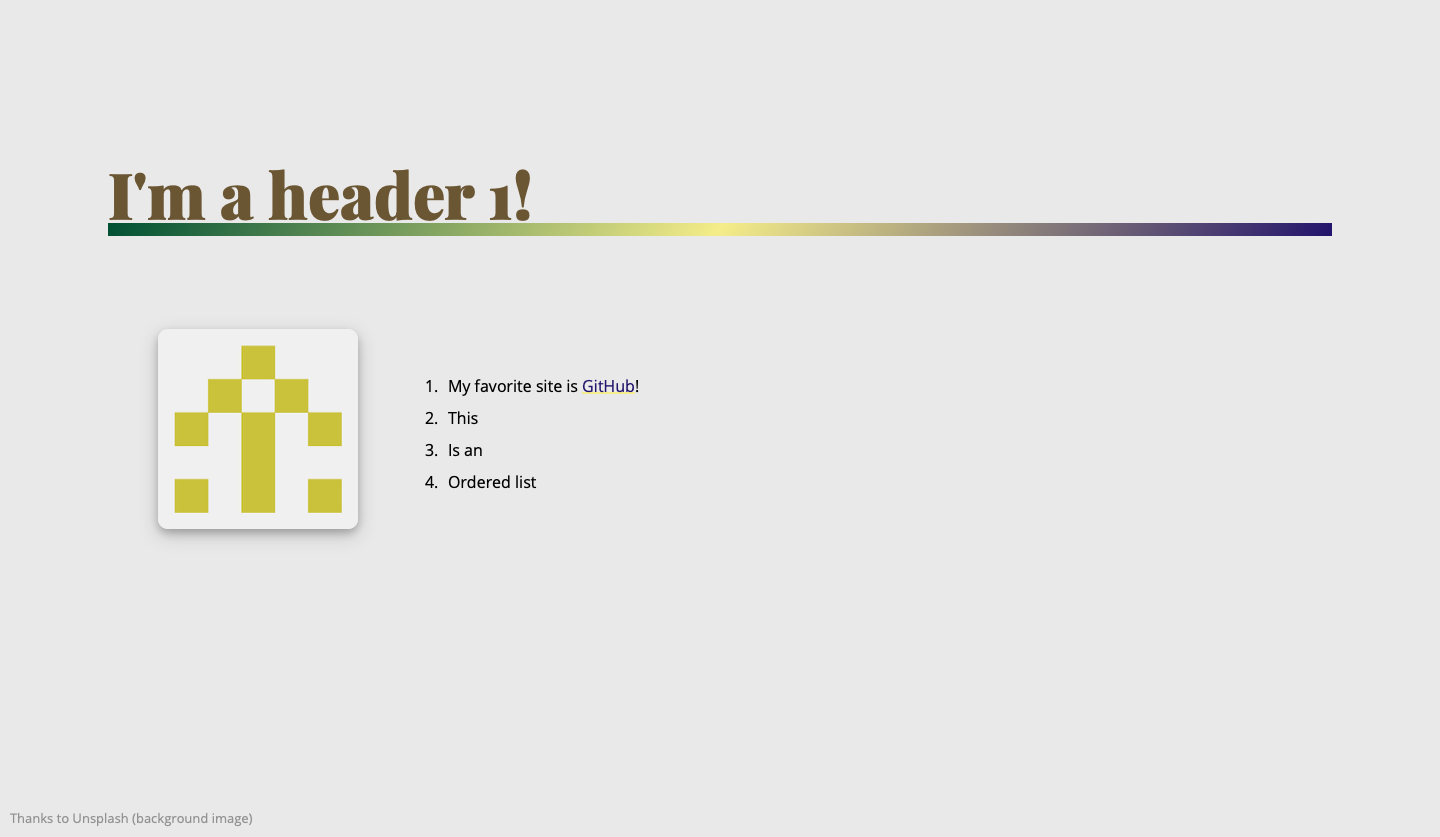 I'm a header 1!
1. My favorite site is GitHub!
2. This
3. Is an
4. Ordered list
Thanks to Unsplash (background image)